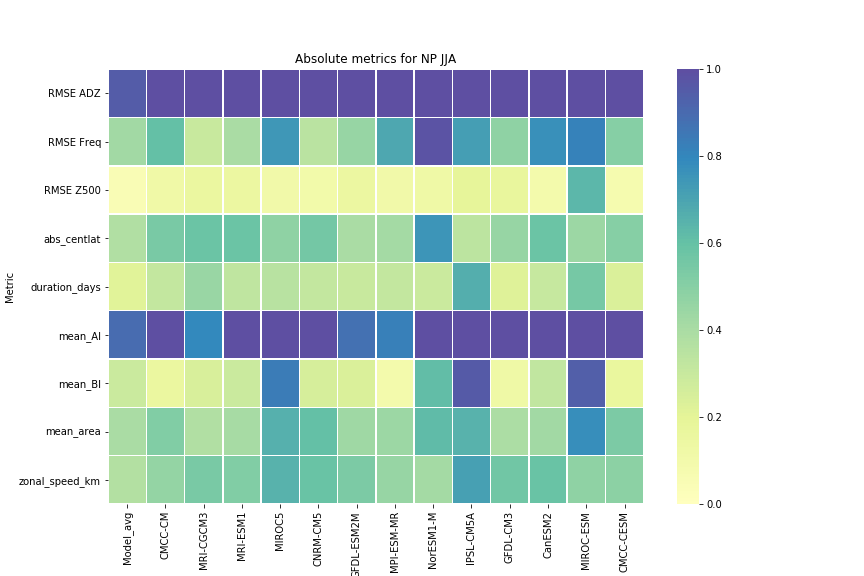 Absolute metrics for NP JJA
RMSE ADZ
RMSE Freq
RMSE Z500
abs_centlat
duration_days
mean_AI
mean_BI
mean_area
zonal_speed_km
Metric
Model_avg
CMCC-CM
MRI-CGCM3
MRI-ESM1
MIROC5
CNRM-CM5
GFDL-ESM2M
MPI-ESM-MR
NorESM1-M
IPSL-CM5A
GFDL-CM3
CanESM2
MIROC-ESM
CMCC-CESM
1.0
0.8
0.6
0.4
0.2
0.0